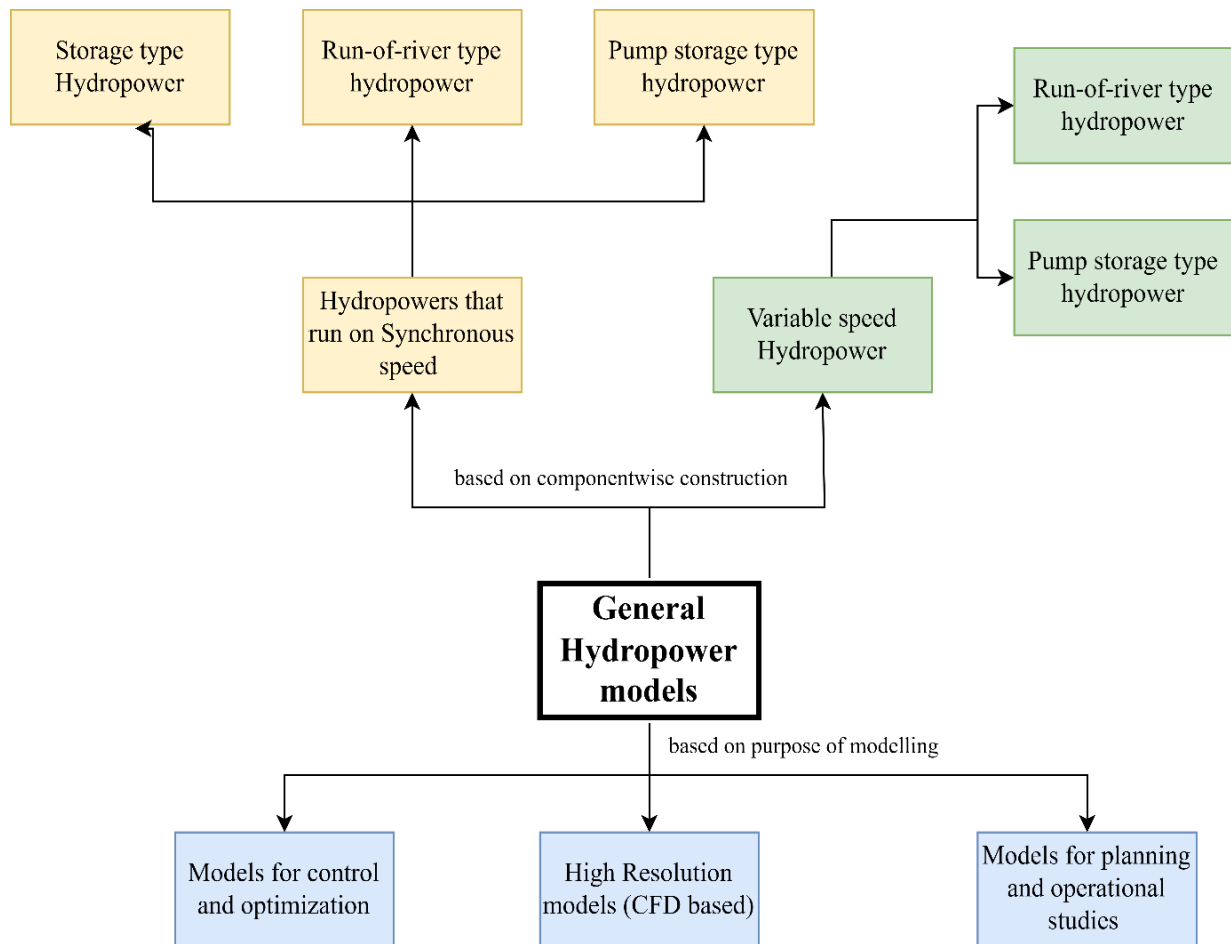 Storage type
Hydropower
Run-of-river type
hydropower
Pump storage type
hydropower
Run-of-river type
hydropower
Pump storage type
hydropower
Hydropowers that
run on Synchronous
speed
Variable speed
Hydropower
based on componentwise construction
General
Hydropower
models
based on purpose of modelling
Models for control
and optimization
High Resolution
models (CFD based)
Models for planning
and operational
studies